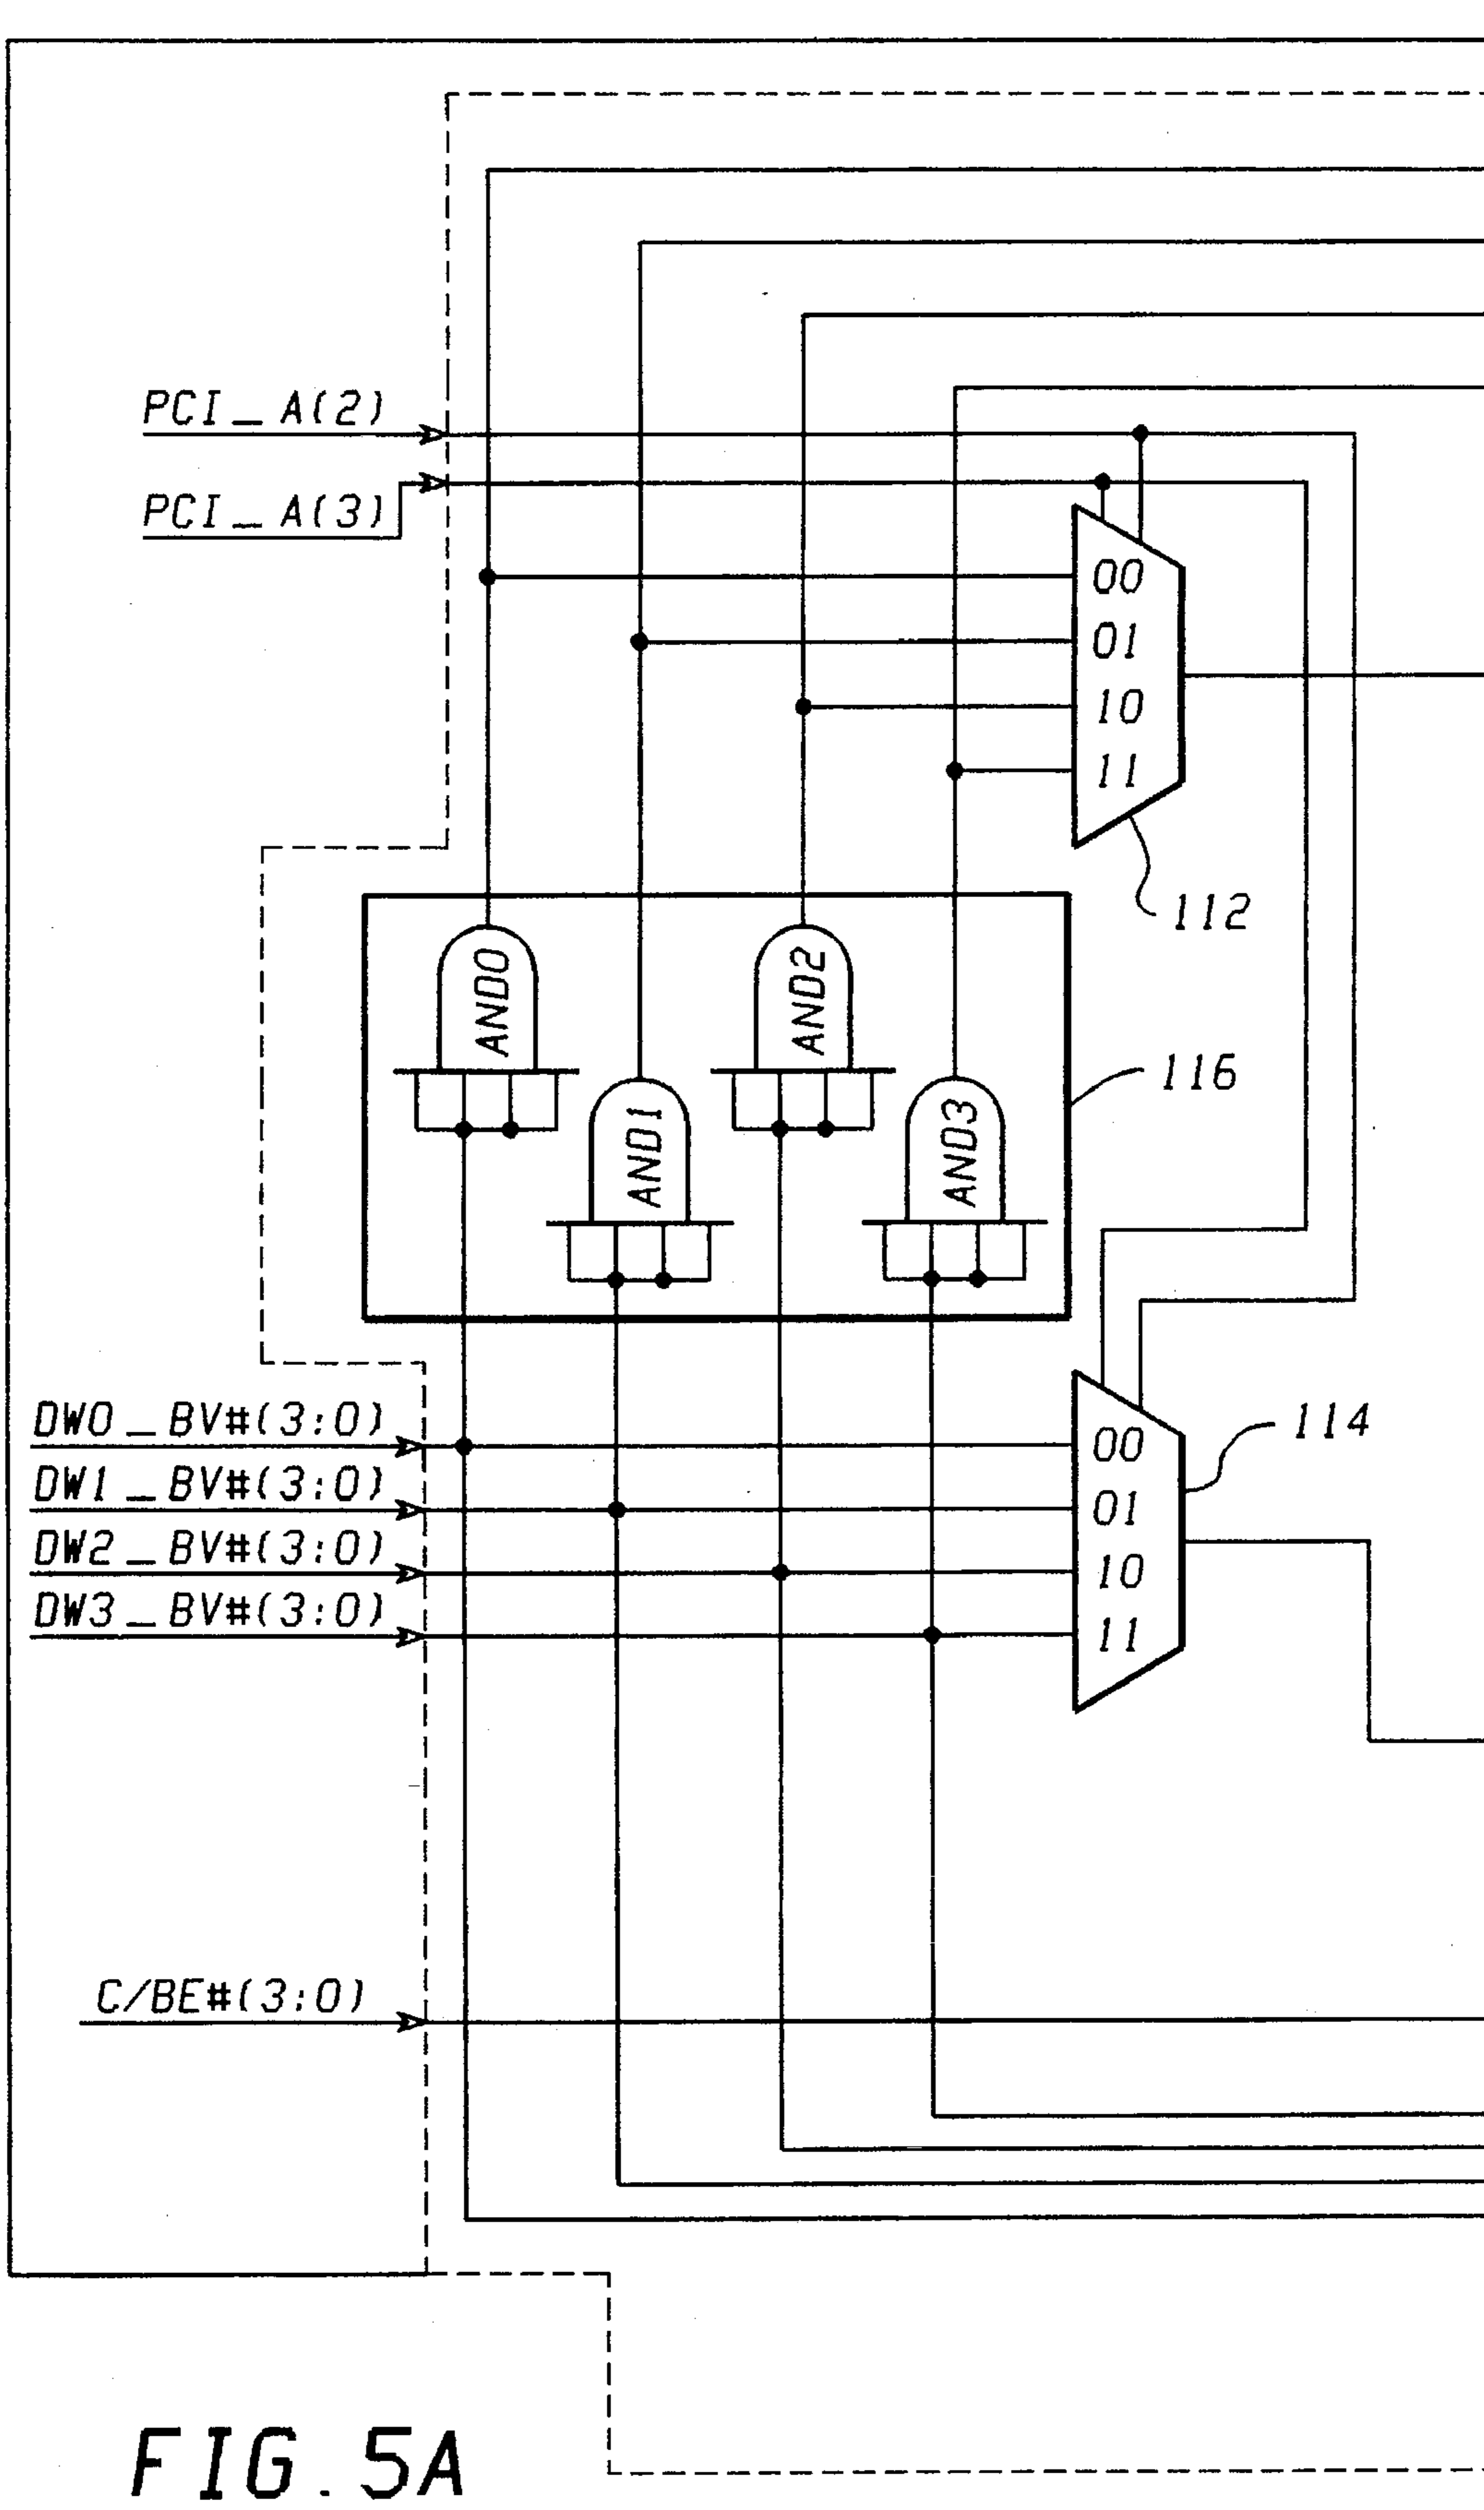 PCI_A(2)
PCI_A(3)
00
01
10
11
112
AND0
AND2
116
AND1
AND3
DW0_BV#(3:0)
DW1_BV#(3:0)
DW2_BV#(3:0)
DW3_BV#(3:0)
114
00
01
10
11
C/BE#(3:0)
FIG. 5A